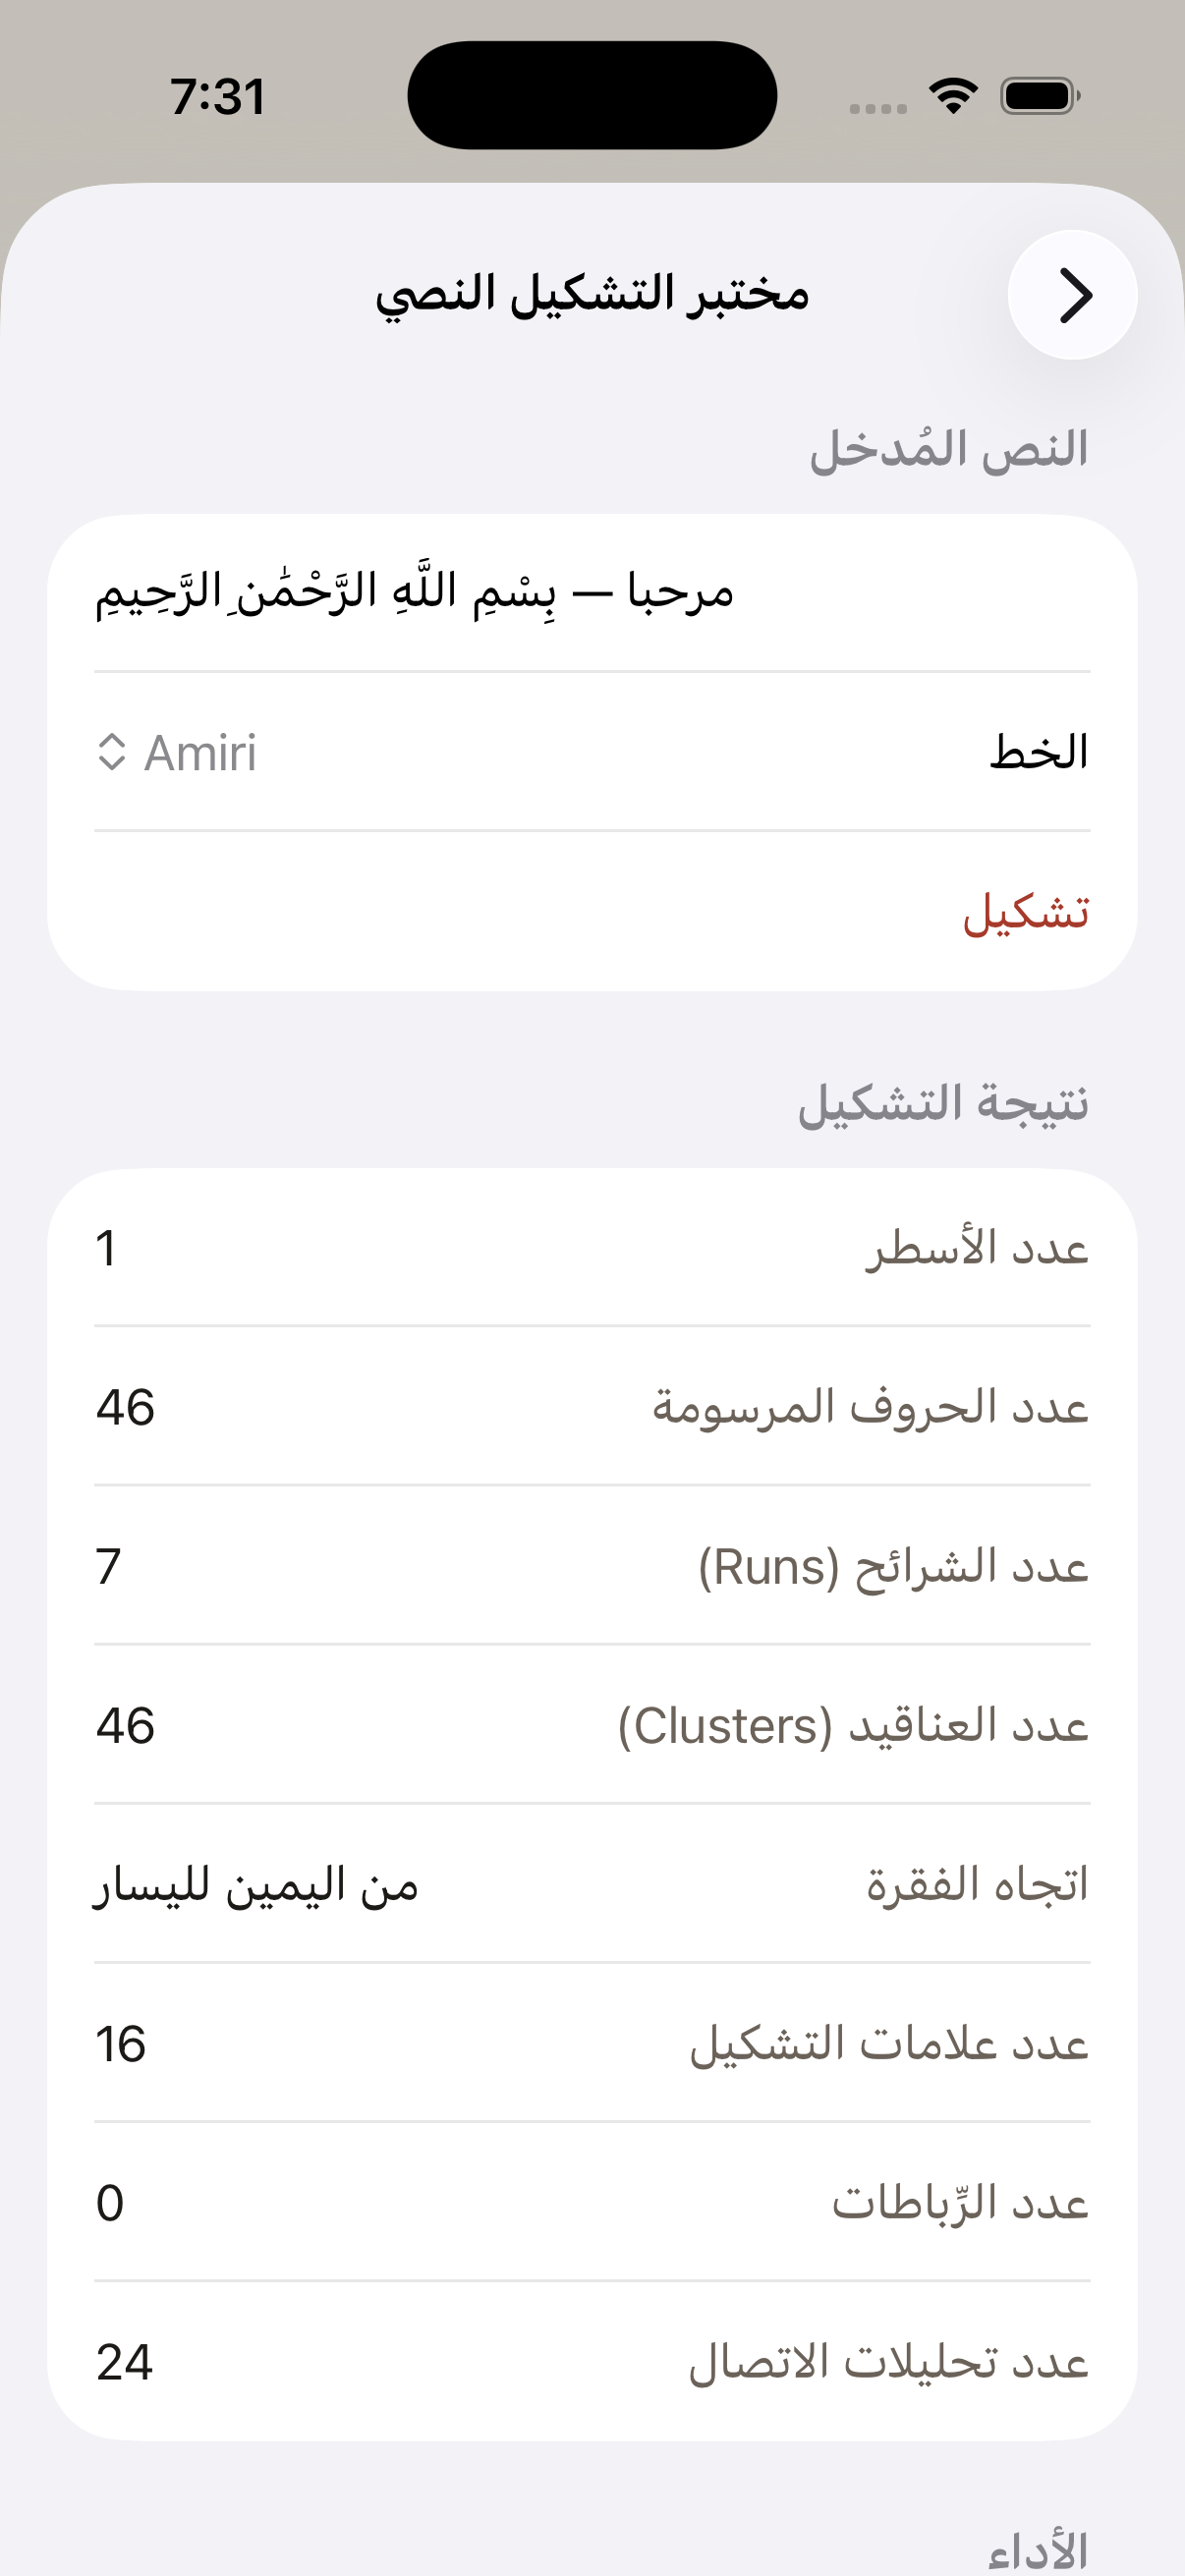 7:31
مختبر التشكيل النصي
النص المُدخل
مرحبا — بِسْمِ اللَّهِ الرَّحْمَٰنِ الرَّحِيمِ
الخط Amiri
تشكيل
نتيجة التشكيل
عدد الأسطر 1
عدد الحروف المرسومة 46
عدد الشرائح (Runs) 7
عدد العناقيد (Clusters) 46
اتجاه الفقرة من اليمين لليسار
عدد علامات التشكيل 16
عدد الرِّباطات 0
عدد تحليلات الاتصال 24
الأداء